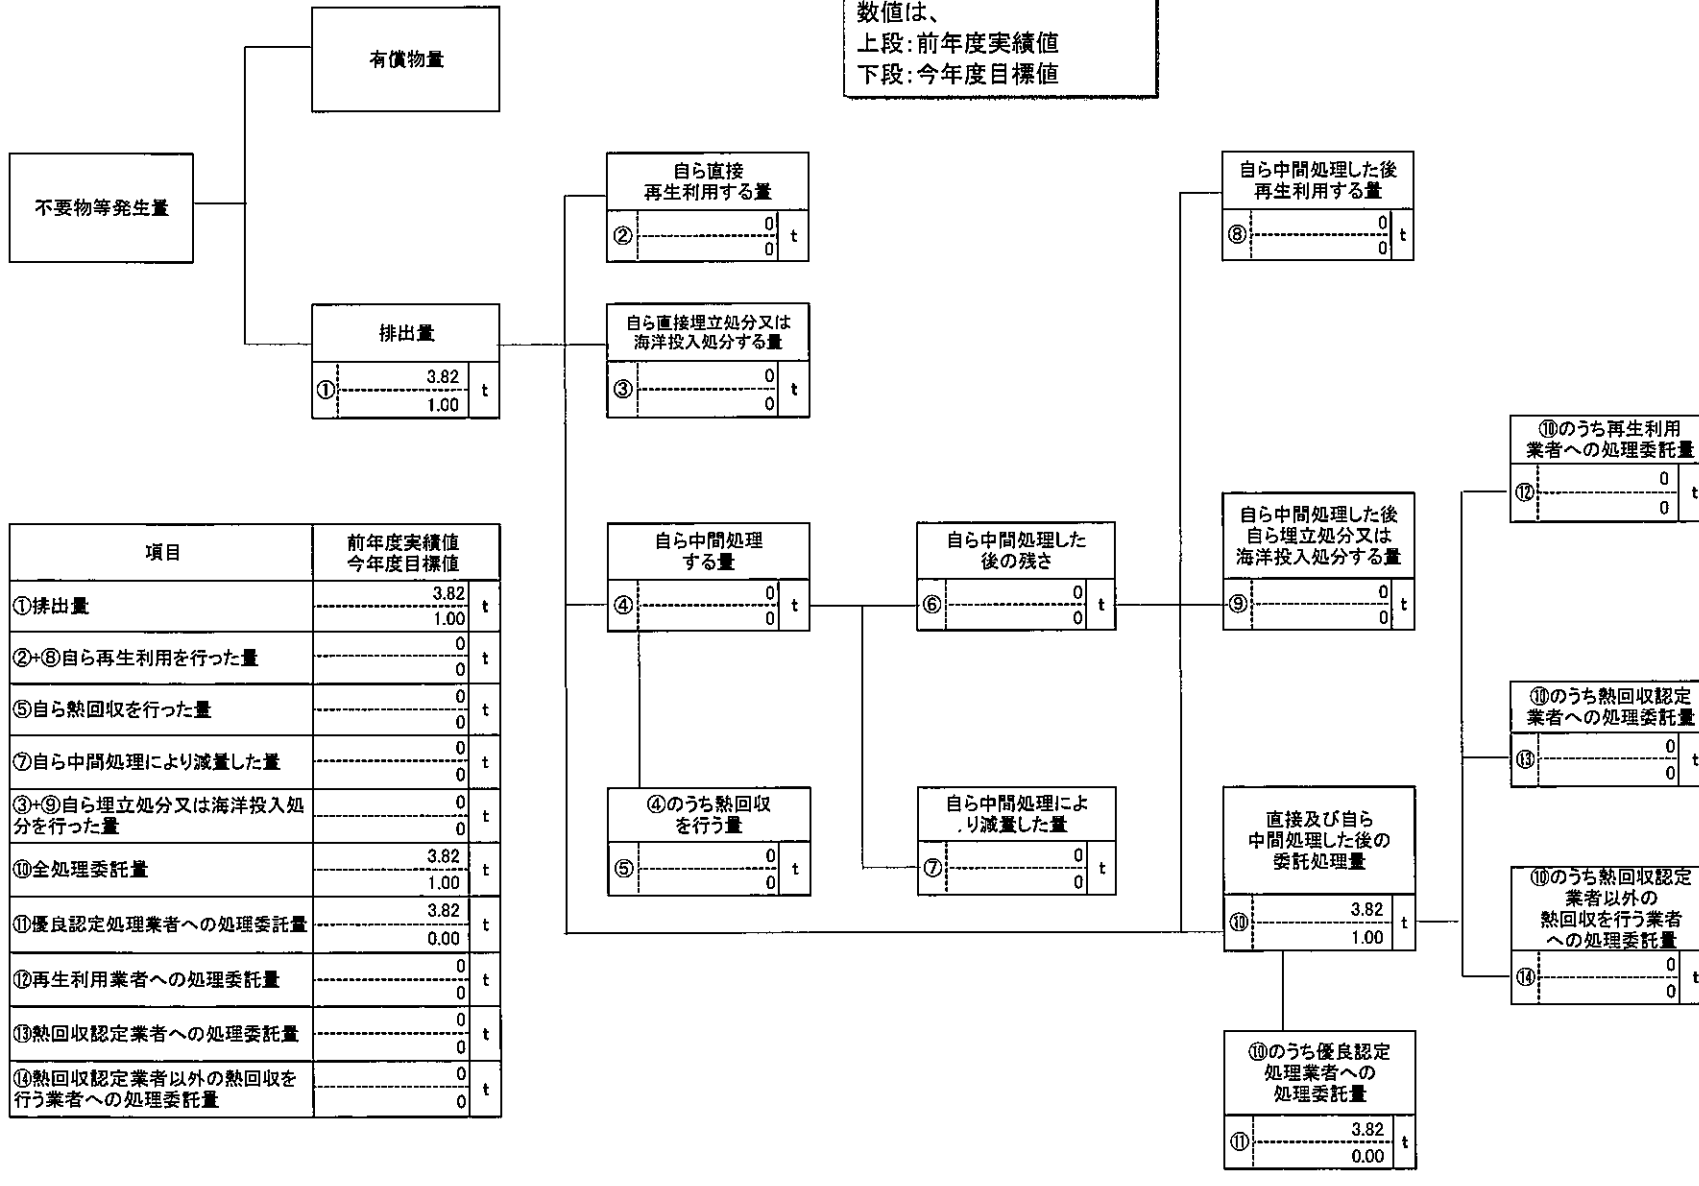 数値は、
上段:前年度実績値
下段:今年度目標値
有償物量
不要物等発生量
排出量
① 3.82 t
1.00
自ら直接
再生利用する量
② 0 t
0
自ら直接埋立処分又は
海洋投入処分する量
③ 0 t
0
自ら中間処理した後
再生利用する量
⑧ 0 t
0
自ら中間処理
する量
④ 0 t
0
自ら中間処理した
後の残さ
⑥ 0 t
0
自ら中間処理した後
自ら埋立処分又は
海洋投入処分する量
⑨ 0 t
0
④のうち熱回収
を行う量
⑤ 0 t
0
自ら中間処理によ
り減量した量
⑦ 0 t
0
直接及び自ら
中間処理した後の
委託処理量
⑩ 3.82 t
1.00
⑩のうち優良認定
処理業者への
処理委託量
⑪ 3.82 t
0.00
⑩のうち再生利用
業者への処理委託量
⑫ 0 t
0
⑩のうち熱回収認定
業者への処理委託量
⑬ 0 t
0
⑩のうち熱回収認定
業者以外の
熱回収を行う業者
への処理委託量
⑭ 0 t
0
項目 前年度実績値
今年度目標値
①排出量 3.82 t
1.00
②+⑧自ら再生利用を行った量 0 t
0
⑤自ら熱回収を行った量 0 t
0
⑦自ら中間処理により減量した量 0 t
0
③+⑨自ら埋立処分又は海洋投入処 0 t
分を行った量 0
⑩全処理委託量 3.82 t
1.00
⑪優良認定処理業者への処理委託量 3.82 t
0.00
⑫再生利用業者への処理委託量 0 t
0
⑬熱回収認定業者への処理委託量 0 t
0
⑭熱回収認定業者以外の熱回収を 0 t
行う業者への処理委託量 0